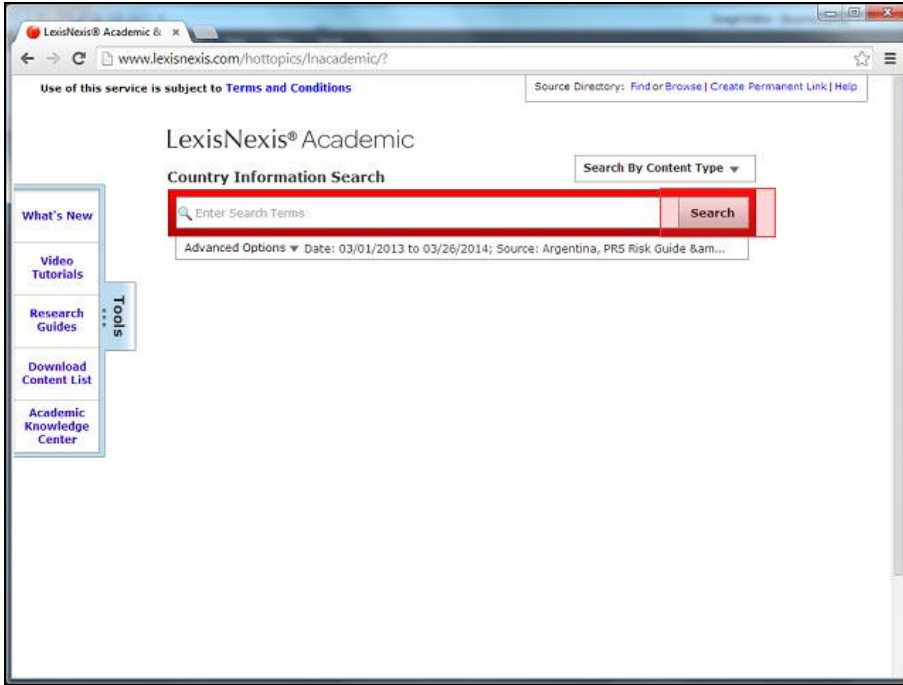 LexisNexis® Academic &
www.lexisnexis.com/hottopics/lnacademic/?
Use of this service is subject to Terms and Conditions
Source Directory: Find or Browse | Create Permanent Link | Help
LexisNexis® Academic
Country Information Search
Search By Content Type
Enter Search Terms
Search
Advanced Options Date: 03/01/2013 to 03/26/2014; Source: Argentina, PRS Risk Guide &am...
What's New
Video
Tutorials
Research
Guides
Download
Content List
Academic
Knowledge
Center
Tools